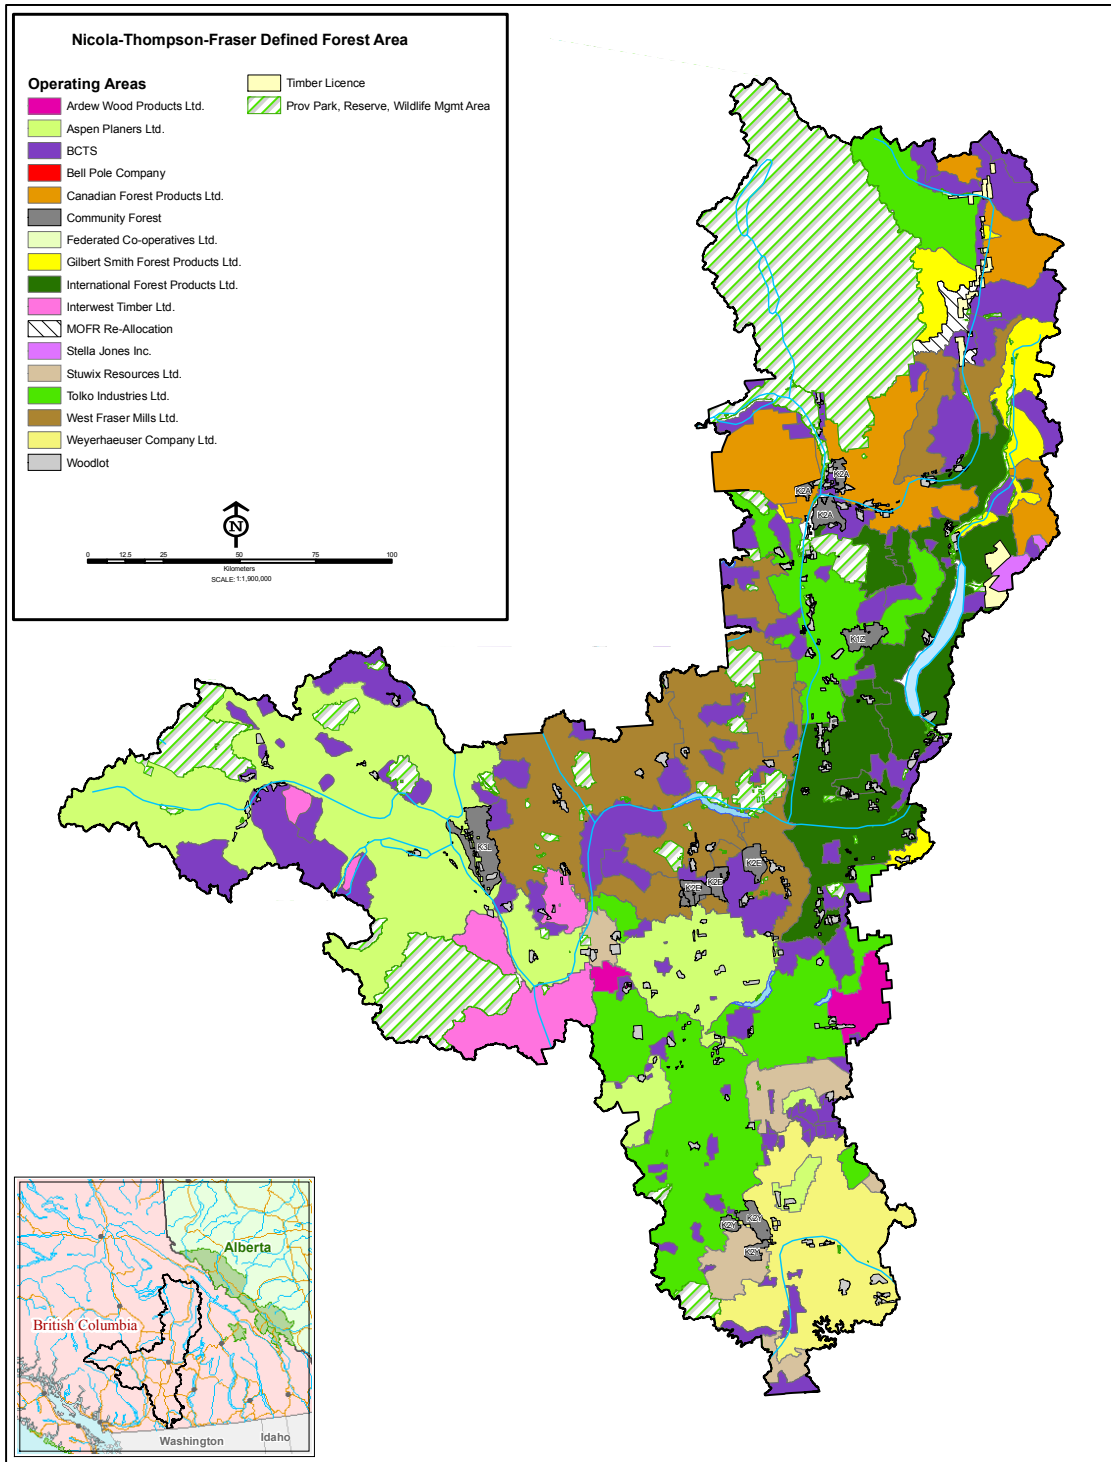 Nicola-Thompson-Fraser Defined Forest Area
Operating Areas
Ardew Wood Products Ltd.
Aspen Planers Ltd.
BCTS
Bell Pole Company
Canadian Forest Products Ltd.
Community Forest
Federated Co-operatives Ltd.
Gilbert Smith Forest Products Ltd.
International Forest Products Ltd.
Interwest Timber Ltd.
MOFR Re-Allocation
Stella Jones Inc.
Stuwix Resources Ltd.
Tolko Industries Ltd.
West Fraser Mills Ltd.
Weyerhaeuser Company Ltd.
Woodlot
Timber Licence
Prov Park, Reserve, Wildlife Mgmt Area
N
0 12.5 25 50 75 100
Kilometers
SCALE: 1:1,900,000
K2A
K2A
K2A
K1Z
K3L
K2E
K2E
K2E
K2Y
K2Y
K2Y
Alberta
British Columbia
Washington
Idaho